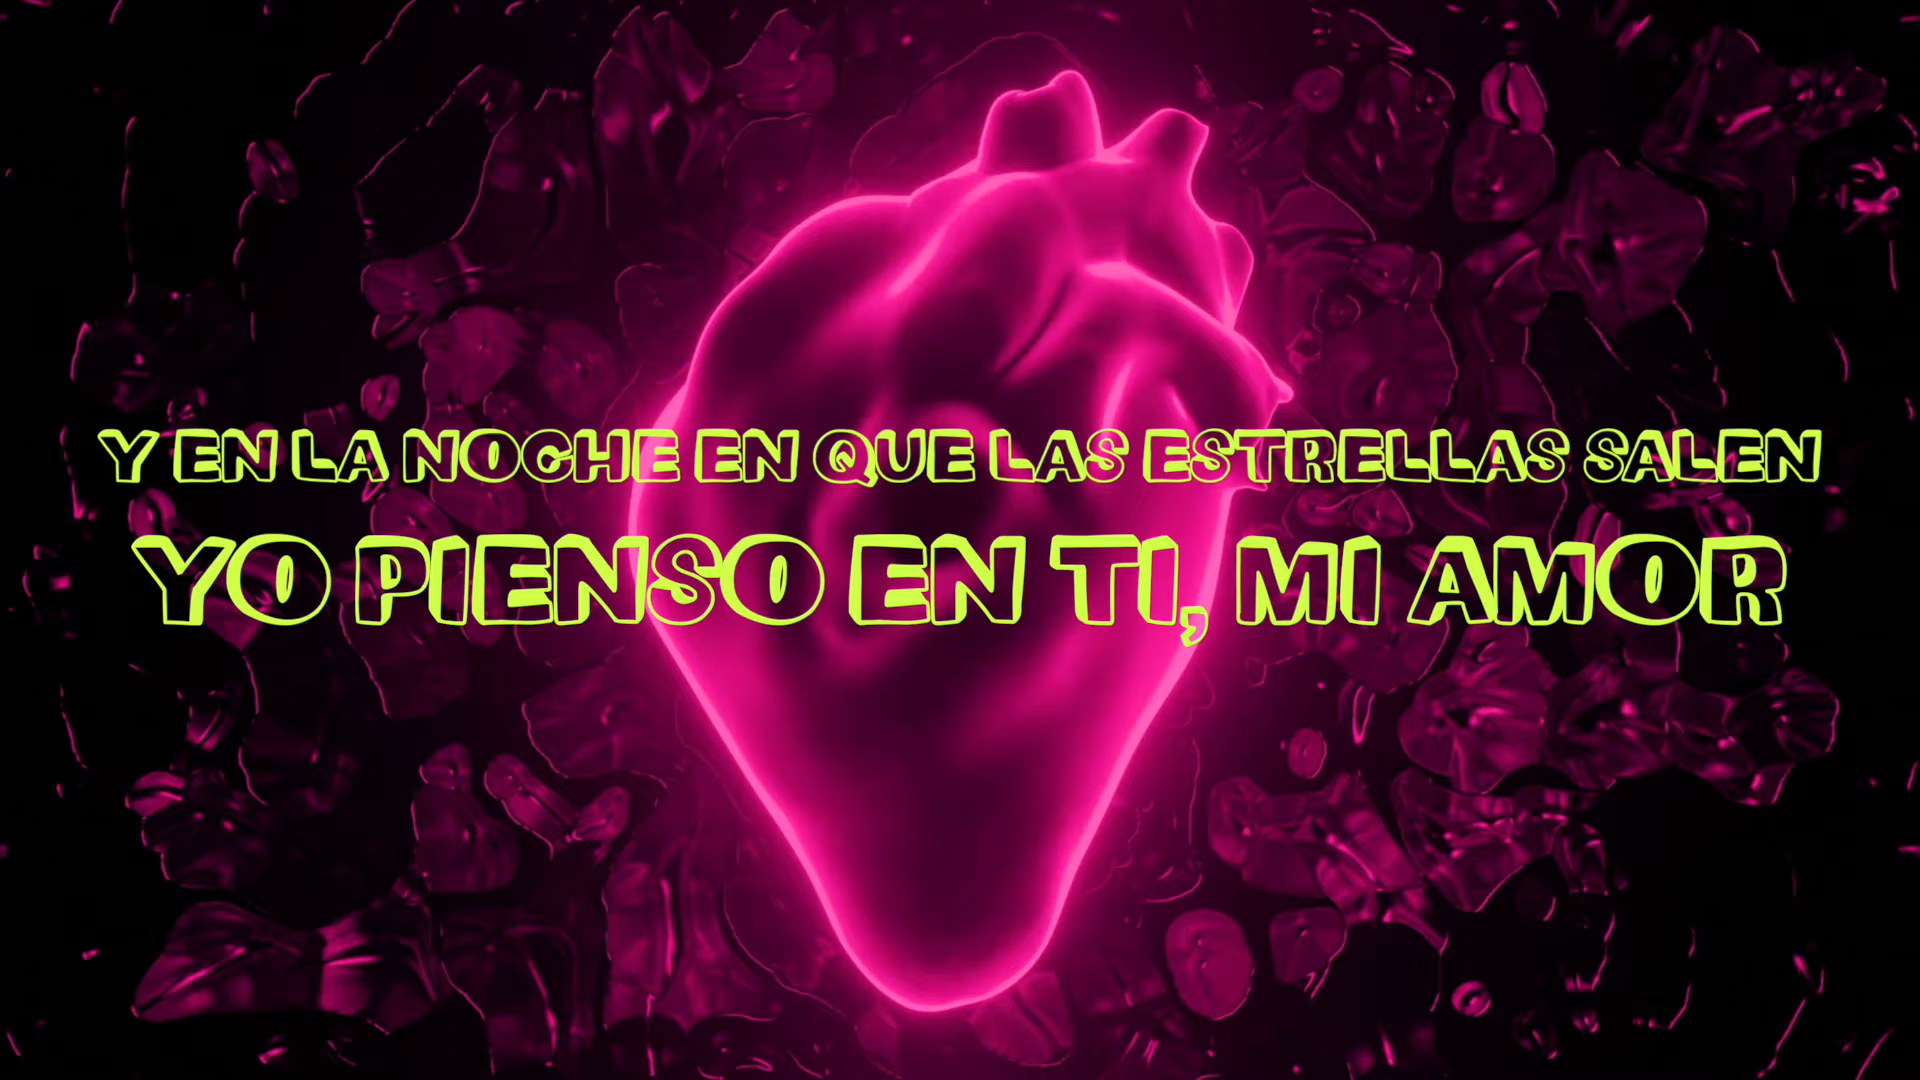 Y EN LA NOCHE EN QUE LAS ESTRELLAS SALEN
YO PIENSO EN TI, MI AMOR